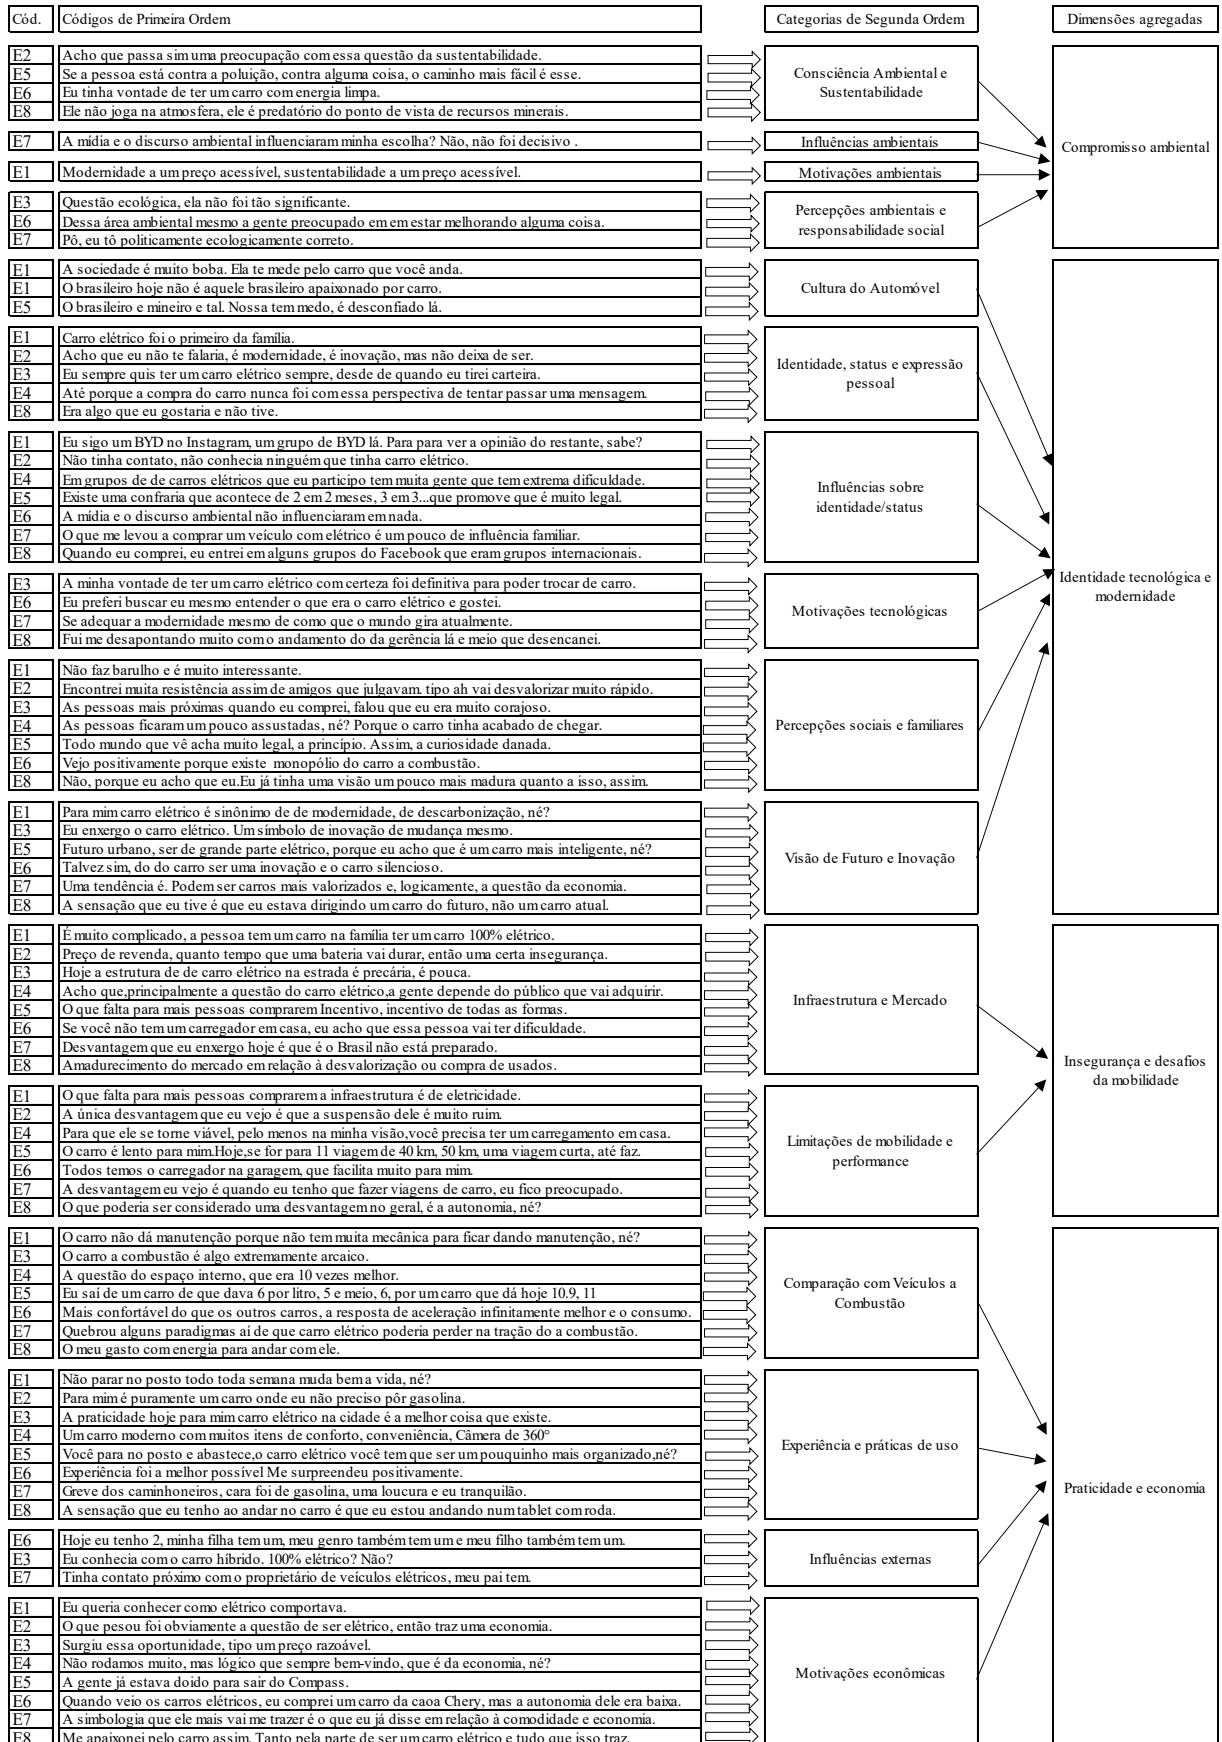 Cód. Códigos de Primeira Ordem Categorias de Segunda Ordem Dimensões agregadas
E2 Acho que passa sim uma preocupação com essa questão da sustentabilidade.
E5 Se a pessoa está contra a poluição, contra alguma coisa, o caminho mais fácil é esse.
E6 Eu tinha vontade de ter um carro com energia limpa.
E8 Ele não joga na atmosfera, ele é predatório do ponto de vista de recursos minerais.
Consciência Ambiental e
Sustentabilidade
E7 A mídia e o discurso ambiental influenciaram minha escolha? Não, não foi decisivo .
Influências ambientais
E1 Modernidade a um preço acessível, sustentabilidade a um preço acessível.
Motivações ambientais
E3 Questão ecológica, ela não foi tão significante.
E6 Dessa área ambiental mesmo a gente preocupado em em estar melhorando alguma coisa.
E7 Pô, eu tô politicamente ecologicamente correto.
Percepções ambientais e
responsabilidade social
Compromisso ambiental
E1 A sociedade é muito boba. Ela te mede pelo carro que você anda.
E1 O brasileiro hoje não é aquele brasileiro apaixonado por carro.
E5 O brasileiro e mineiro e tal. Nossa tem medo, é desconfiado lá.
Cultura do Automóvel
E1 Carro elétrico foi o primeiro da família.
E2 Acho que eu não te falaria, é modernidade, é inovação, mas não deixa de ser.
E3 Eu sempre quis ter um carro elétrico sempre, desde de quando eu tirei carteira.
E4 Até porque a compra do carro nunca foi com essa perspectiva de tentar passar uma mensagem.
E8 Era algo que eu gostaria e não tive.
Identidade, status e expressão
pessoal
E1 Eu sigo um BYD no Instagram, um grupo de BYD lá. Para para ver a opinião do restante, sabe?
E2 Não tinha contato, não conhecia ninguém que tinha carro elétrico.
E4 Em grupos de de carros elétricos que eu participo tem muita gente que tem extrema dificuldade.
E5 Existe uma confraria que acontece de 2 em 2 meses, 3 em 3...que promove que é muito legal.
E6 A mídia e o discurso ambiental não influenciaram em nada.
E7 O que me levou a comprar um veículo com elétrico é um pouco de influência familiar.
E8 Quando eu comprei, eu entrei em alguns grupos do Facebook que eram grupos internacionais.
Influências sobre
identidade/status
E3 A minha vontade de ter um carro elétrico com certeza foi definitiva para poder trocar de carro.
E6 Eu preferi buscar eu mesmo entender o que era o carro elétrico e gostei.
E7 Se adequar a modernidade mesmo de como que o mundo gira atualmente.
E8 Fui me desapontando muito com o andamento do da gerência lá e meio que desencanei.
Motivações tecnológicas
E1 Não faz barulho e é muito interessante.
E2 Encontrei muita resistência assim de amigos que julgavam. tipo ah vai desvalorizar muito rápido.
E3 As pessoas mais próximas quando eu comprei, falou que eu era muito corajoso.
E4 As pessoas ficaram um pouco assustadas, né? Porque o carro tinha acabado de chegar.
E5 Todo mundo que vê acha muito legal, a princípio. Assim, a curiosidade danada.
E6 Vejo positivamente porque existe monopólio do carro a combustão.
E8 Não, porque eu acho que eu.Eu já tinha uma visão um pouco mais madura quanto a isso, assim.
Percepções sociais e familiares
E1 Para mim carro elétrico é sinônimo de de modernidade, de descarbonização, né?
E3 Eu enxergo o carro elétrico. Um símbolo de inovação de mudança mesmo.
E5 Futuro urbano, ser de grande parte elétrico, porque eu acho que é um carro mais inteligente, né?
E6 Talvez sim, do do carro ser uma inovação e o carro silencioso.
E7 Uma tendência é. Podem ser carros mais valorizados e, logicamente, a questão da economia.
E8 A sensação que eu tive é que eu estava dirigindo um carro do futuro, não um carro atual.
Visão de Futuro e Inovação
Identidade tecnológica e
modernidade
E1 É muito complicado, a pessoa tem um carro na família ter um carro 100% elétrico.
E2 Preço de revenda, quanto tempo que uma bateria vai durar, então uma certa insegurança.
E3 Hoje a estrutura de de carro elétrico na estrada é precária, é pouca.
E4 Acho que,principalmente a questão do carro elétrico,a gente depende do público que vai adquirir.
E5 O que falta para mais pessoas comprarem Incentivo, incentivo de todas as formas.
E6 Se você não tem um carregador em casa, eu acho que essa pessoa vai ter dificuldade.
E7 Desvantagem que eu enxergo hoje é que é o Brasil não está preparado.
E8 Amadurecimento do mercado em relação à desvalorização ou compra de usados.
Infraestrutura e Mercado
E1 O que falta para mais pessoas comprarem a infraestrutura é de eletricidade.
E2 A única desvantagem que eu vejo é que a suspensão dele é muito ruim.
E4 Para que ele se torne viável, pelo menos na minha visão,você precisa ter um carregamento em casa.
E5 O carro é lento para mim.Hoje,se for para 11 viagem de 40 km, 50 km, uma viagem curta, até faz.
E6 Todos temos o carregador na garagem, que facilita muito para mim.
E7 A desvantagem eu vejo é quando eu tenho que fazer viagens de carro, eu fico preocupado.
E8 O que poderia ser considerado uma desvantagem no geral, é a autonomia, né?
Limitações de mobilidade e
performance
Insegurança e desafios
da mobilidade
E1 O carro não dá manutenção porque não tem muita mecânica para ficar dando manutenção, né?
E3 O carro a combustão é algo extremamente arcaico.
E4 A questão do espaço interno, que era 10 vezes melhor.
E5 Eu saí de um carro de que dava 6 por litro, 5 e meio, 6, por um carro que dá hoje 10.9, 11
E6 Mais confortável do que os outros carros, a resposta de aceleração infinitamente melhor e o consumo.
E7 Quebrou alguns paradigmas aí de que carro elétrico poderia perder na tração do a combustão.
E8 O meu gasto com energia para andar com ele.
Comparação com Veículos a
Combustão
E1 Não parar no posto todo toda semana muda bem a vida, né?
E2 Para mim é puramente um carro onde eu não preciso pôr gasolina.
E3 A praticidade hoje para mim carro elétrico na cidade é a melhor coisa que existe.
E4 Um carro moderno com muitos itens de conforto, conveniência, Câmera de 360°
E5 Você para no posto e abastece,o carro elétrico você tem que ser um pouquinho mais organizado,né?
E6 Experiência foi a melhor possível Me surpreendeu positivamente.
E7 Greve dos caminhoneiros, cara foi de gasolina, uma loucura e eu tranquilão.
E8 A sensação que eu tenho ao andar no carro é que eu estou andando num tablet com roda.
Experiência e práticas de uso
E6 Hoje eu tenho 2, minha filha tem um, meu genro também tem um e meu filho também tem um.
E3 Eu conhecia com o carro híbrido. 100% elétrico? Não?
E7 Tinha contato próximo com o proprietário de veículos elétricos, meu pai tem.
Influências externas
E1 Eu queria conhecer como elétrico comportava.
E2 O que pesou foi obviamente a questão de ser elétrico, então traz uma economia.
E3 Surgiu essa oportunidade, tipo um preço razoável.
E4 Não rodamos muito, mas lógico que sempre bem-vindo, que é da economia, né?
E5 A gente já estava doido para sair do Compass.
E6 Quando veio os carros elétricos, eu comprei um carro da caoa Chery, mas a autonomia dele era baixa.
E7 A simbologia que ele mais vai me trazer é o que eu já disse em relação à comodidade e economia.
E8 Me apaixonei pelo carro assim. Tanto pela parte de ser um carro elétrico e tudo que isso traz.
Motivações econômicas
Praticidade e economia